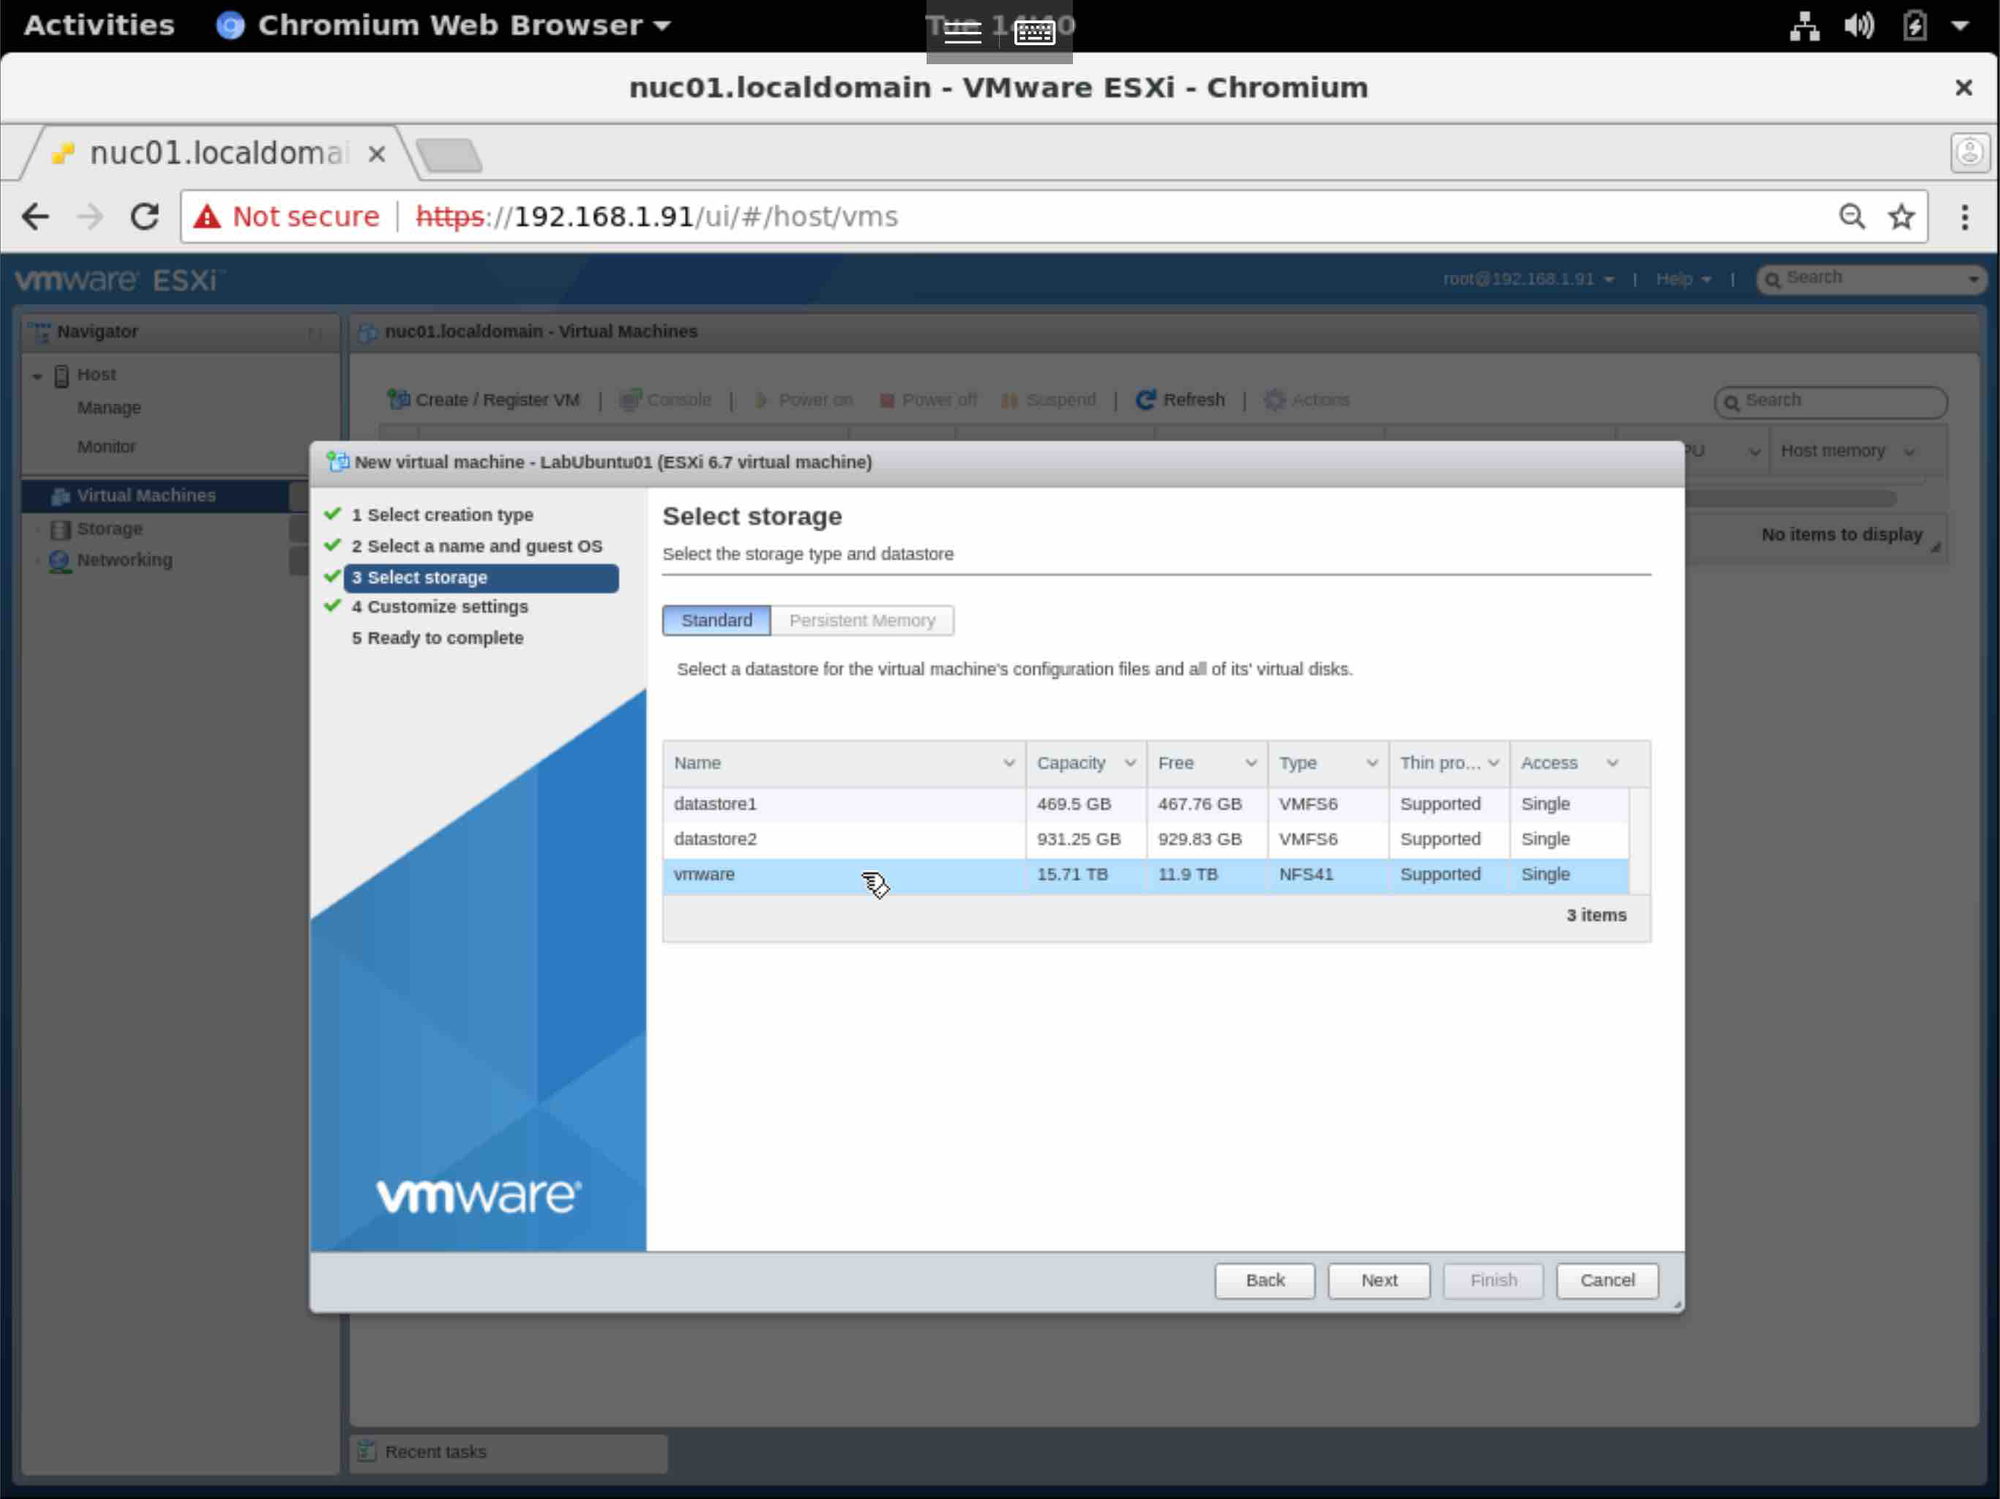 Activities Chromium Web Browser
nuc01.localdomain - VMware ESXi - Chromium
nuc01.localdomai
Not secure | https://192.168.1.91/ui/#/host/vms
vmware ESXi
root@192.168.1.91 | Help | Search
Navigator
nuc01.localdomain - Virtual Machines
Host
Manage
Monitor
Virtual Machines
Storage
Networking
Create / Register VM | Console | Power on Power off Suspend | Refresh | Actions
Search
Host memory
No items to display
New virtual machine - LabUbuntu01 (ESXi 6.7 virtual machine)
1 Select creation type
2 Select a name and guest OS
3 Select storage
4 Customize settings
5 Ready to complete
vmware
Select storage
Select the storage type and datastore
Standard Persistent Memory
Select a datastore for the virtual machine's configuration files and all of its' virtual disks.
Name Capacity Free Type Thin pro... Access
datastore1 469.5 GB 467.76 GB VMFS6 Supported Single
datastore2 931.25 GB 929.83 GB VMFS6 Supported Single
vmware 15.71 TB 11.9 TB NFS41 Supported Single
3 items
Back Next Finish Cancel
Recent tasks